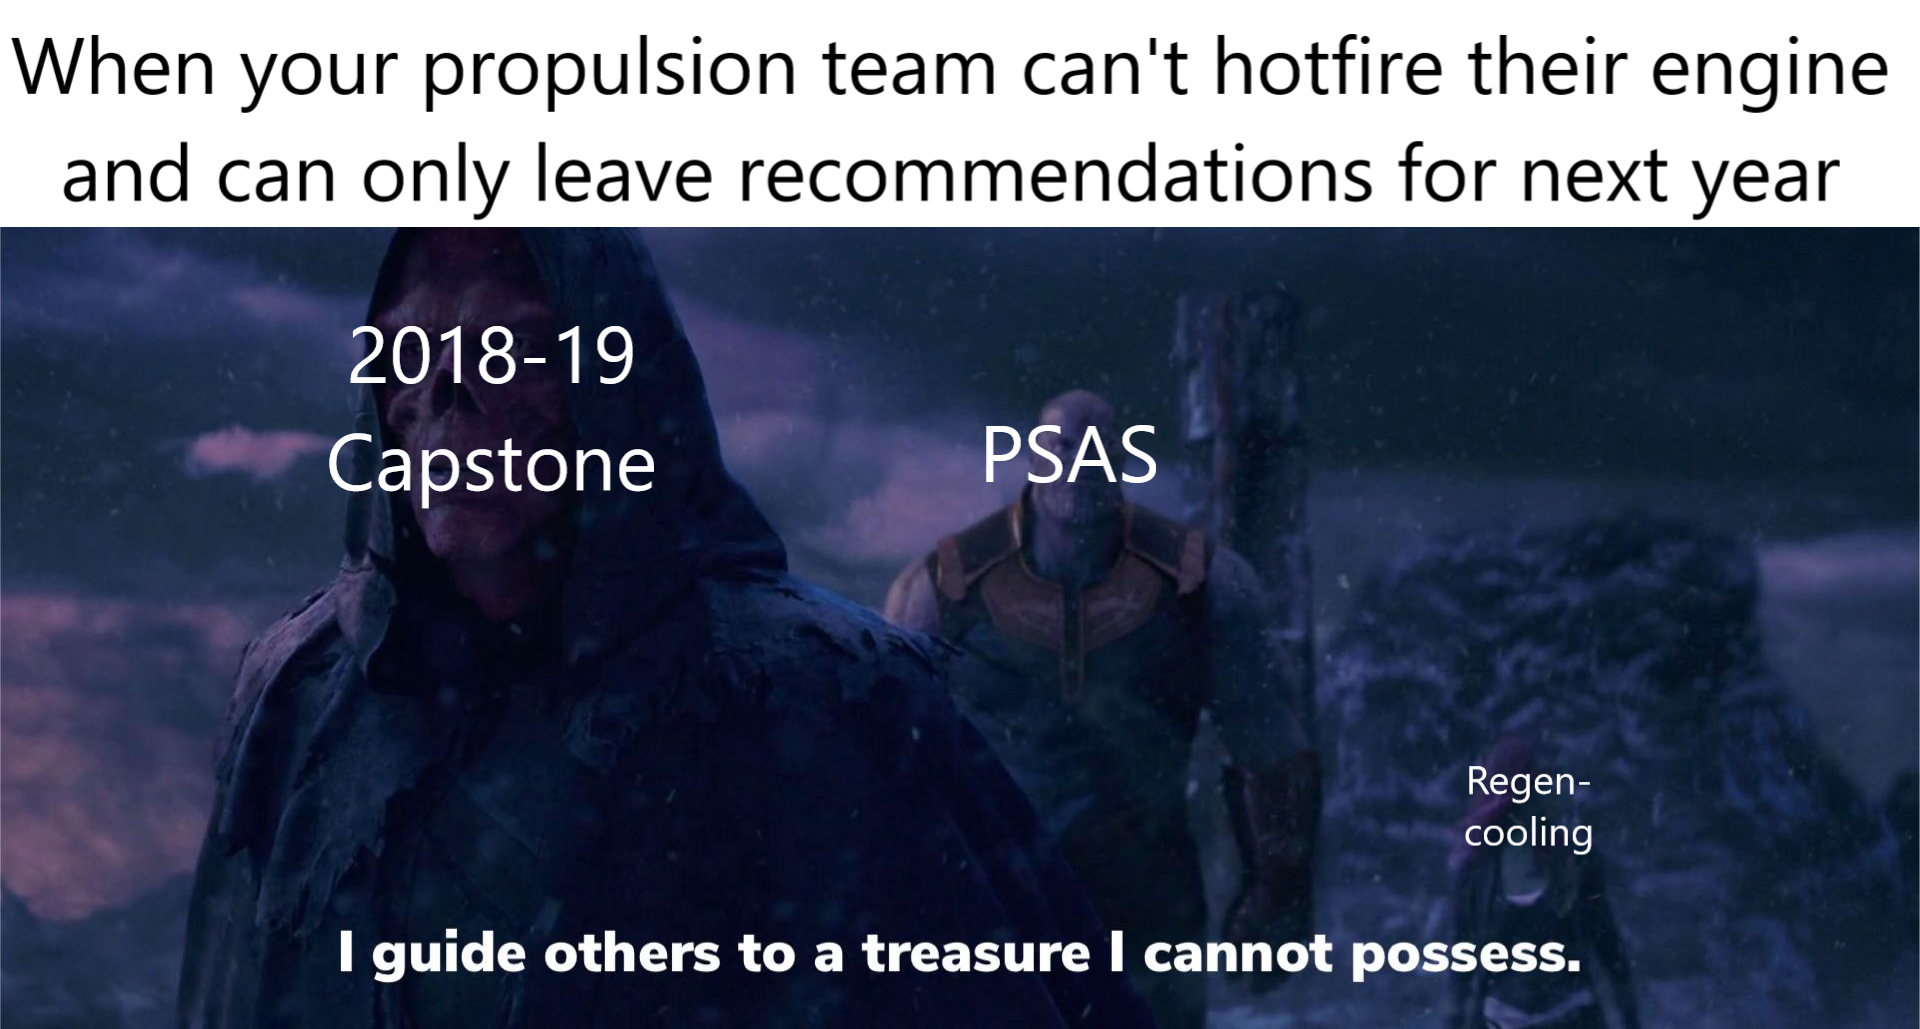 When your propulsion team can't hotfire their engine
and can only leave recommendations for next year
2018-19
Capstone
PSAS
Regen-
cooling
I guide others to a treasure I cannot possess.